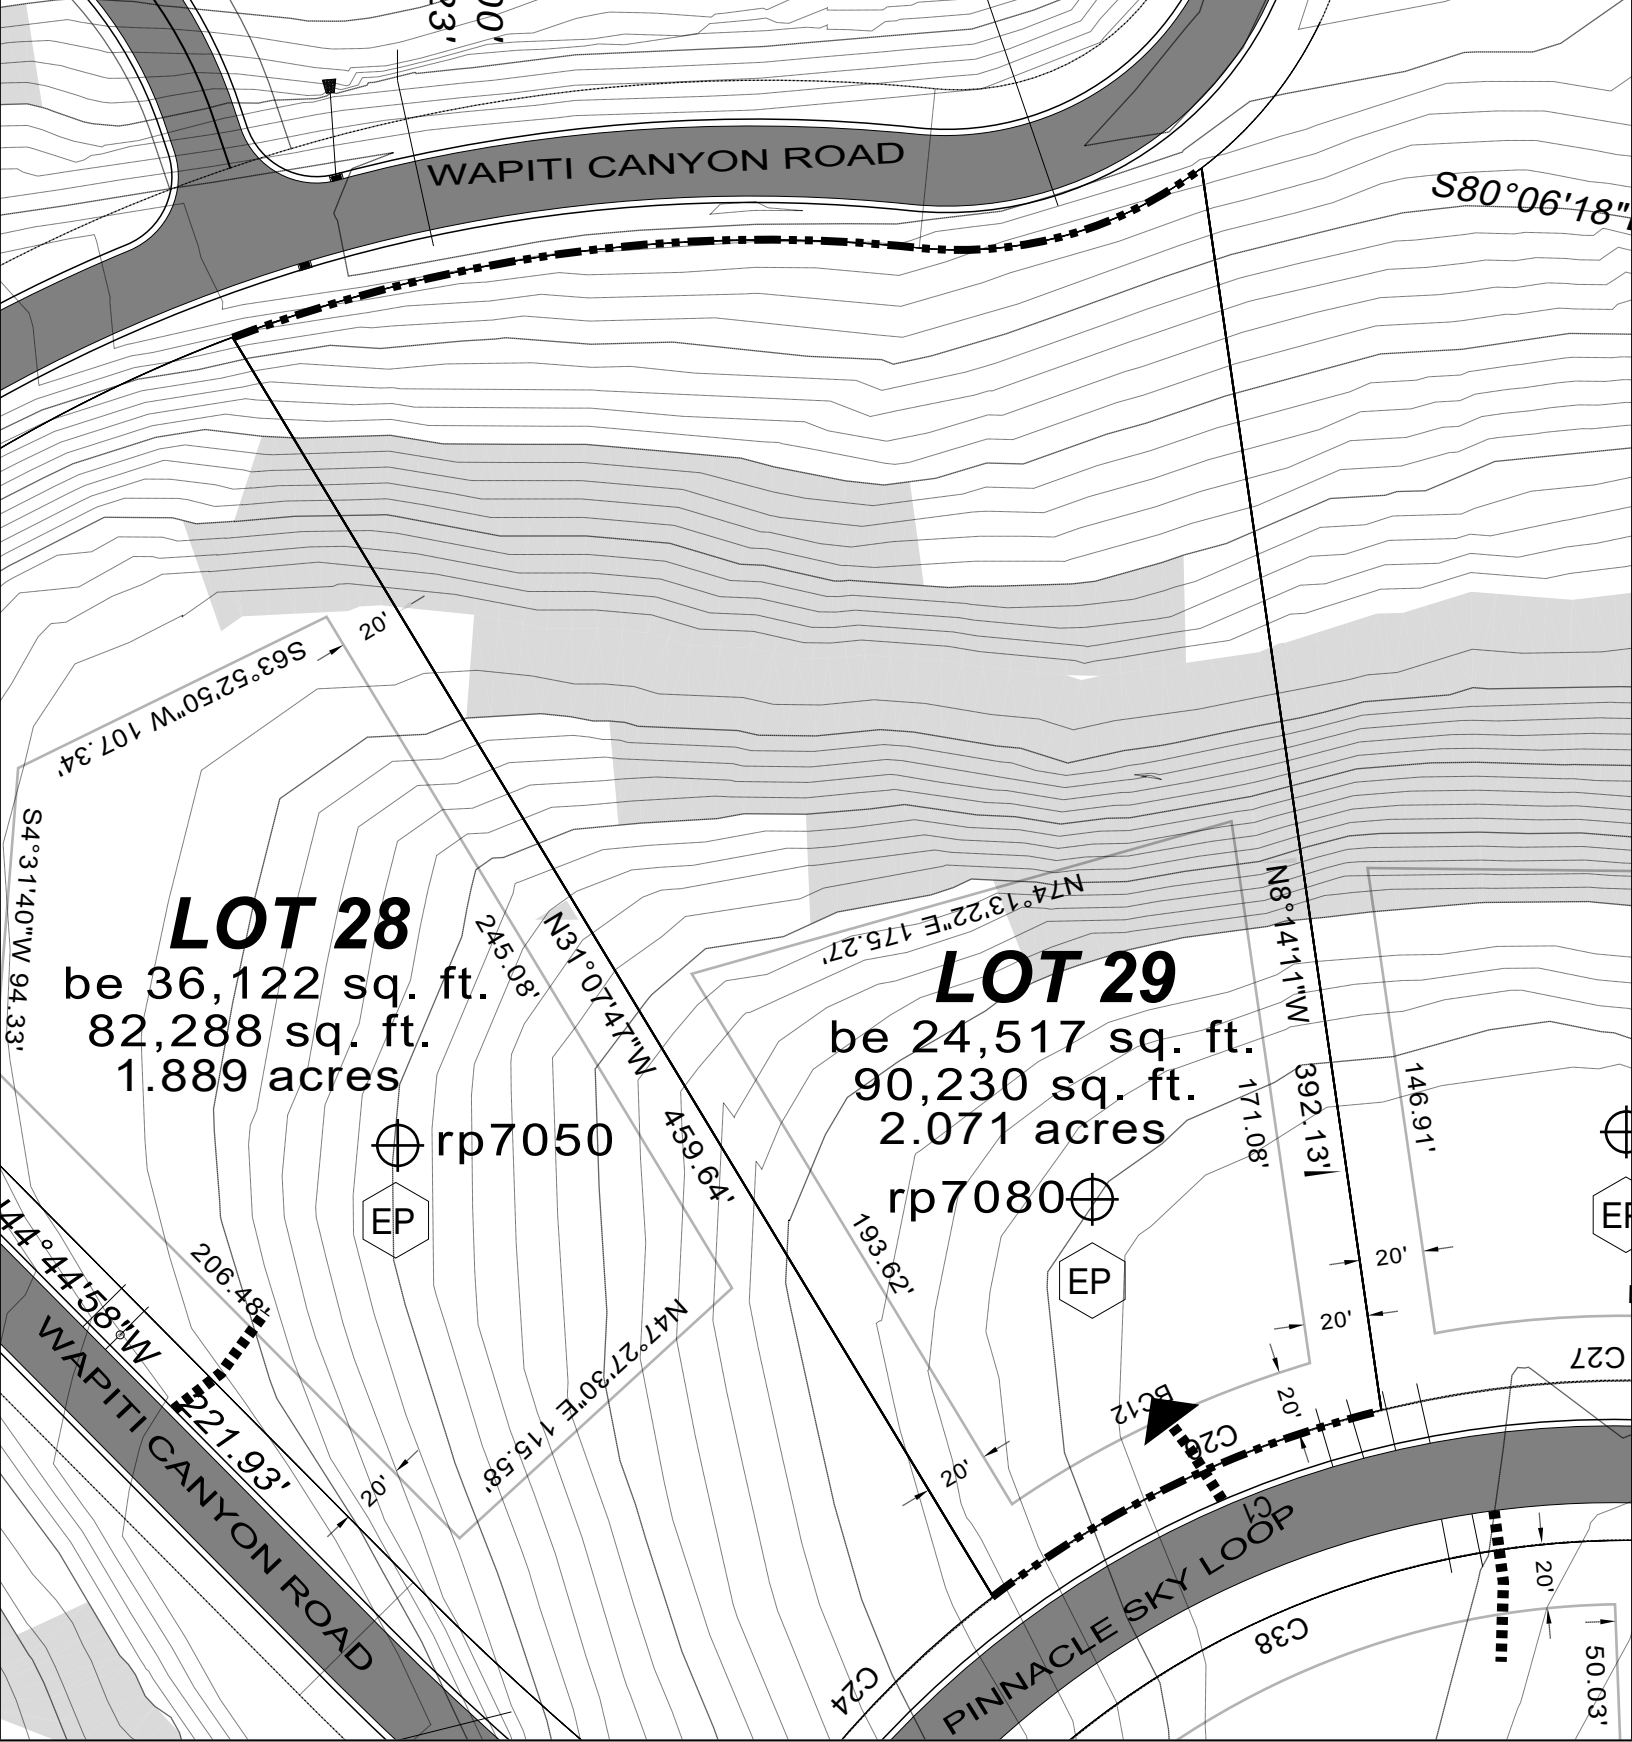 23'
00'
WAPITI CANYON ROAD
S80°06'18"
20'
S63°52'50"W 107.34'
S4°31'40"W 94.33'
LOT 28
be 36,122 sq. ft.
82,288 sq. ft.
1.889 acres
rp7050
EP
245.08'
N31°07'47"W
459.64'
N74°13'22"E 175.27'
LOT 29
be 24,517 sq. ft.
90,230 sq. ft.
2.071 acres
rp7080
EP
N8°14'11"W
392.13'
171.08'
146.91'
193.62'
20'
20'
C27
44°44'58"W
221.93'
206.48'
WAPITI CANYON ROAD
N47°27'30"E 115.58'
20'
20'
BC12
20'
C26
C1
PINNACLE SKY LOOP
C24
C38
20'
50.03'